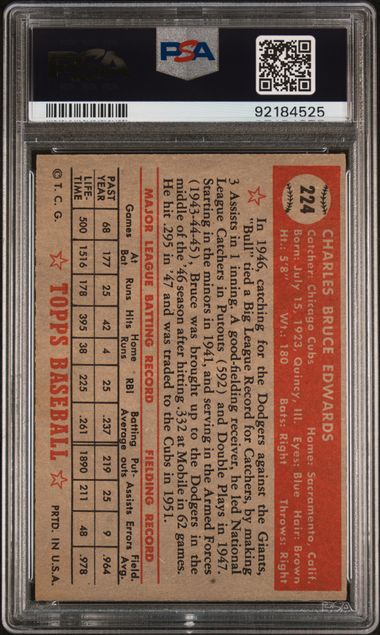 PSA
PSA
92184525
224
CHARLES BRUCE EDWARDS
Catcher: Chicago Cubs Home: Sacramento, Calif.
Born: July 15, 1923, Quincy, Ill. Eyes: Blue Hair: Brown
Ht.: 5'8" Wt.: 180 Bats: Right Throws: Right
In 1946, catching for the Dodgers against the Giants,
"Bull" tied a Big League Record for Catchers, by making
3 Assists in 1 inning. A good-fielding receiver, he led National
League Catchers in Putouts (592) and Double Plays in 1947.
Starting in the minors in 1941, and serving in the Armed Forces
(1943-44-45), Bruce was brought up to the Dodgers in the
middle of the '46 season after hitting .332 at Mobile in 62 games.
He hit .295 in '47 and was traded to the Cubs in 1951.
MAJOR LEAGUE BATTING RECORD FIELDING RECORD
Games At Bat Runs Hits Home Runs RBI Batting Average Put-outs Assists Errors Field. Av.
PAST YEAR 68 177 25 42 4 25 .237 219 25 9 .964
LIFE-TIME 500 1516 178 395 38 225 .261 1890 211 48 .978
© T. C. G. TOPPS BASEBALL PRTD. IN U.S.A.